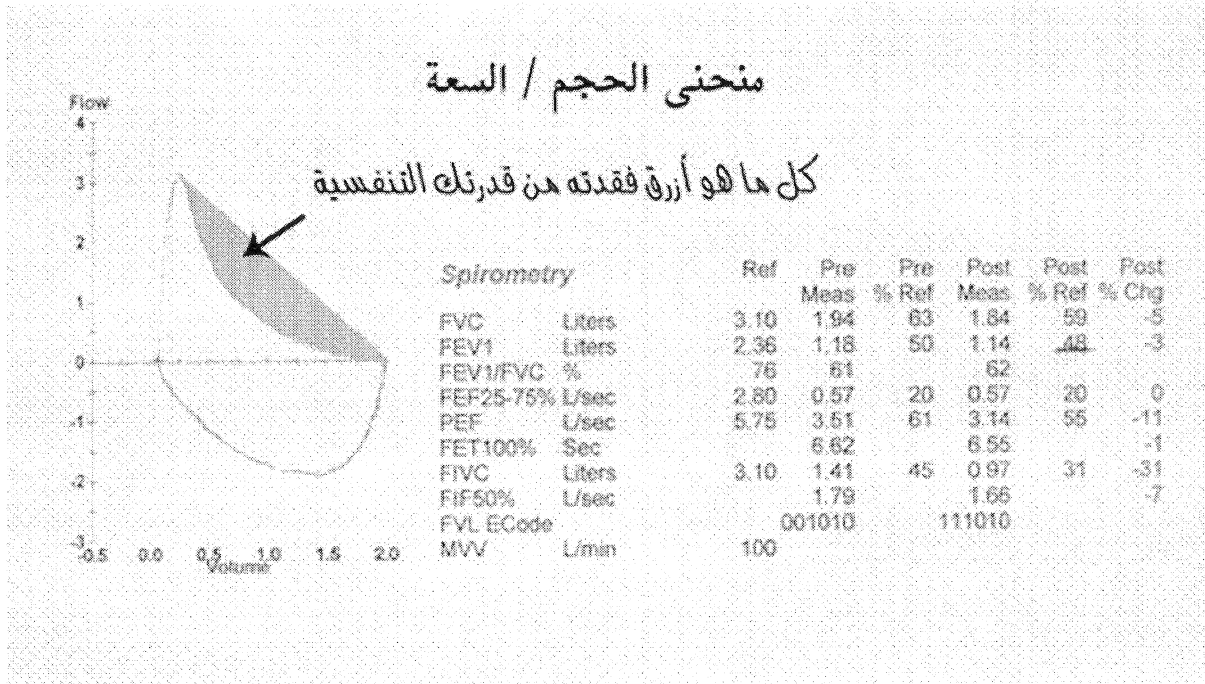 منحنى الحجم / السعة
كل ما هو أزرق فقدته من قدرتك التنفسية
Flow
4
3
2
1
0
-1
-2
-3
-0.5 0.0 0.5 1.0 1.5 2.0
Volume
Spirometry Ref Pre Pre Post Post Post
Meas % Ref Meas % Ref % Chg
FVC Liters 3.10 1.94 63 1.84 59 -5
FEV1 Liters 2.36 1.18 50 1.14 48 -3
FEV1/FVC % 76 61 62
FEF25-75% L/sec 2.80 0.57 20 0.57 20 0
PEF L/sec 5.75 3.51 61 3.14 55 -11
FET100% Sec 6.62 6.55 -1
FIVC Liters 3.10 1.41 45 0.97 31 -31
FIF50% L/sec 1.79 1.66 -7
FVL ECode 001010 111010
MVV L/min 100